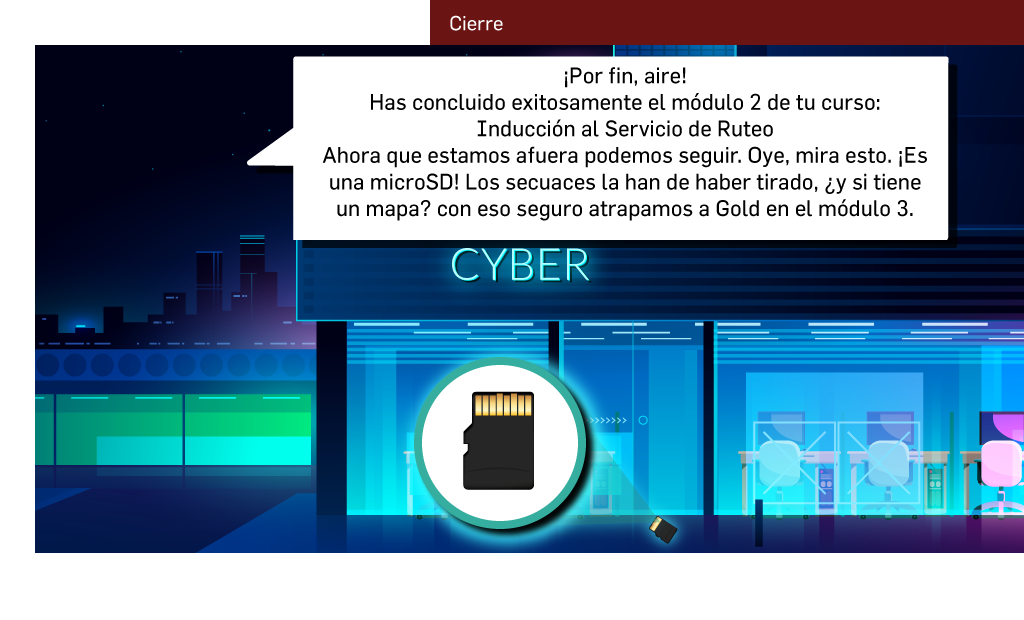 Cierre
¡Por fin, aire!
Has concluido exitosamente el módulo 2 de tu curso:
Inducción al Servicio de Ruteo
Ahora que estamos afuera podemos seguir. Oye, mira esto. ¡Es
una microSD! Los secuaces la han de haber tirado, ¿y si tiene
un mapa? con eso seguro atrapamos a Gold en el módulo 3.
CYBER